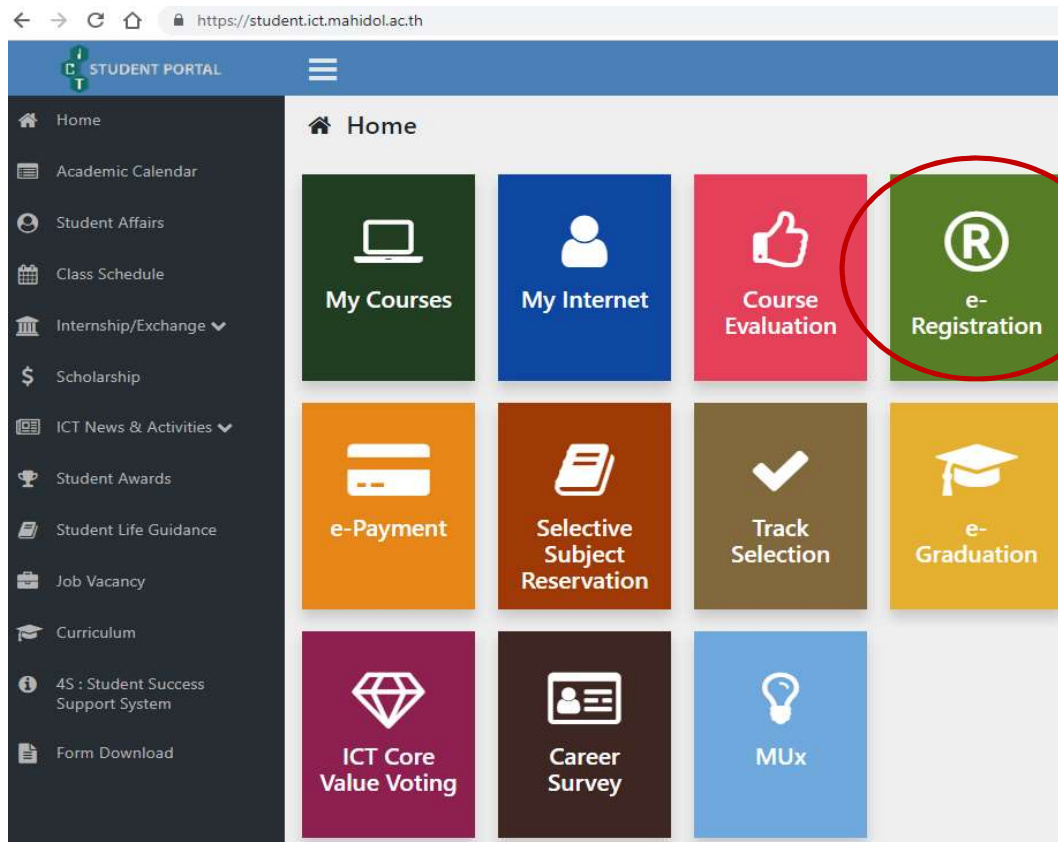 https://student.ict.mahidol.ac.th
i
C
T
STUDENT PORTAL
Home
Academic Calendar
Student Affairs
Class Schedule
Internship/Exchange
$ Scholarship
ICT News & Activities
Student Awards
Student Life Guidance
Job Vacancy
Curriculum
4S : Student Success
Support System
Form Download
Home
My Courses
My Internet
Course
Evaluation
®
e-
Registration
e-Payment
Selective
Subject
Reservation
Track
Selection
e-
Graduation
ICT Core
Value Voting
Career
Survey
MUx